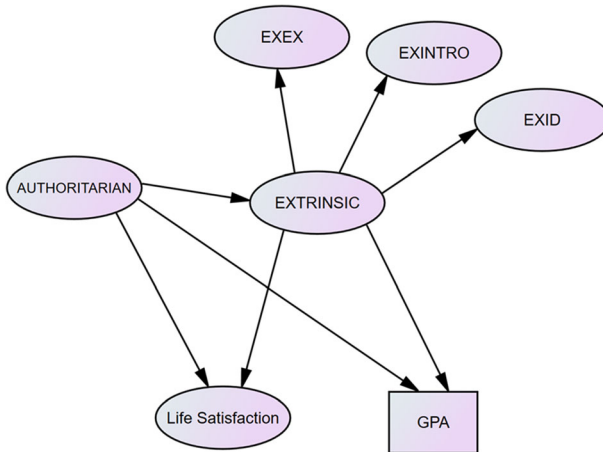 EXEX
EXINTRO
EXID
AUTHORITARIAN
EXTRINSIC
Life Satisfaction
GPA